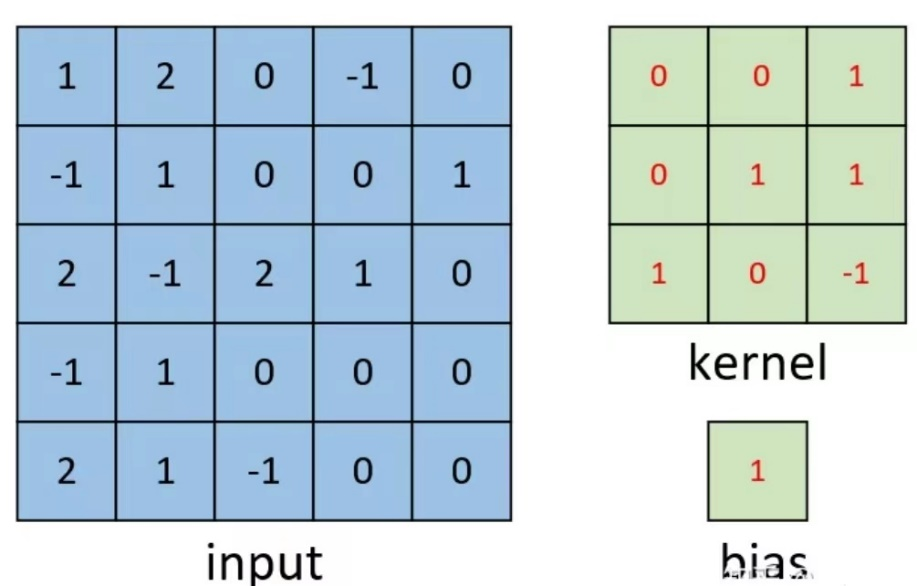 1 2 0 -1 0
0 0 1
-1 1 0 0 1
0 1 1
2 -1 2 1 0
1 0 -1
-1 1 0 0 0
kernel
2 1 -1 0 0
1
input
bias